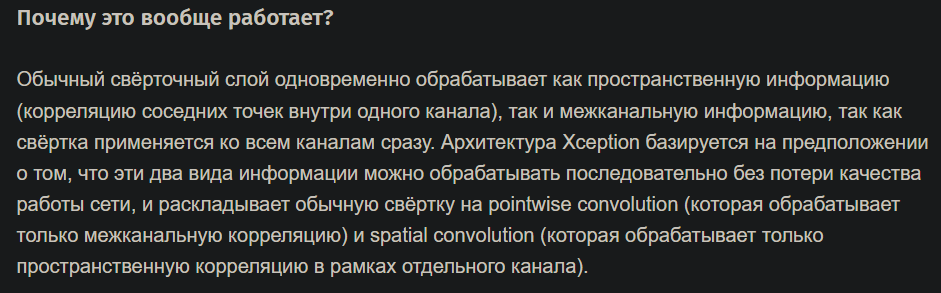 Почему это вообще работает?
Обычный свёрточный слой одновременно обрабатывает как пространственную информацию
(корреляцию соседних точек внутри одного канала), так и межканальную информацию, так как
свёртка применяется ко всем каналам сразу. Архитектура Xception базируется на предположении
о том, что эти два вида информации можно обрабатывать последовательно без потери качества
работы сети, и раскладывает обычную свёртку на pointwise convolution (которая обрабатывает
только межканальную корреляцию) и spatial convolution (которая обрабатывает только
пространственную корреляцию в рамках отдельного канала).